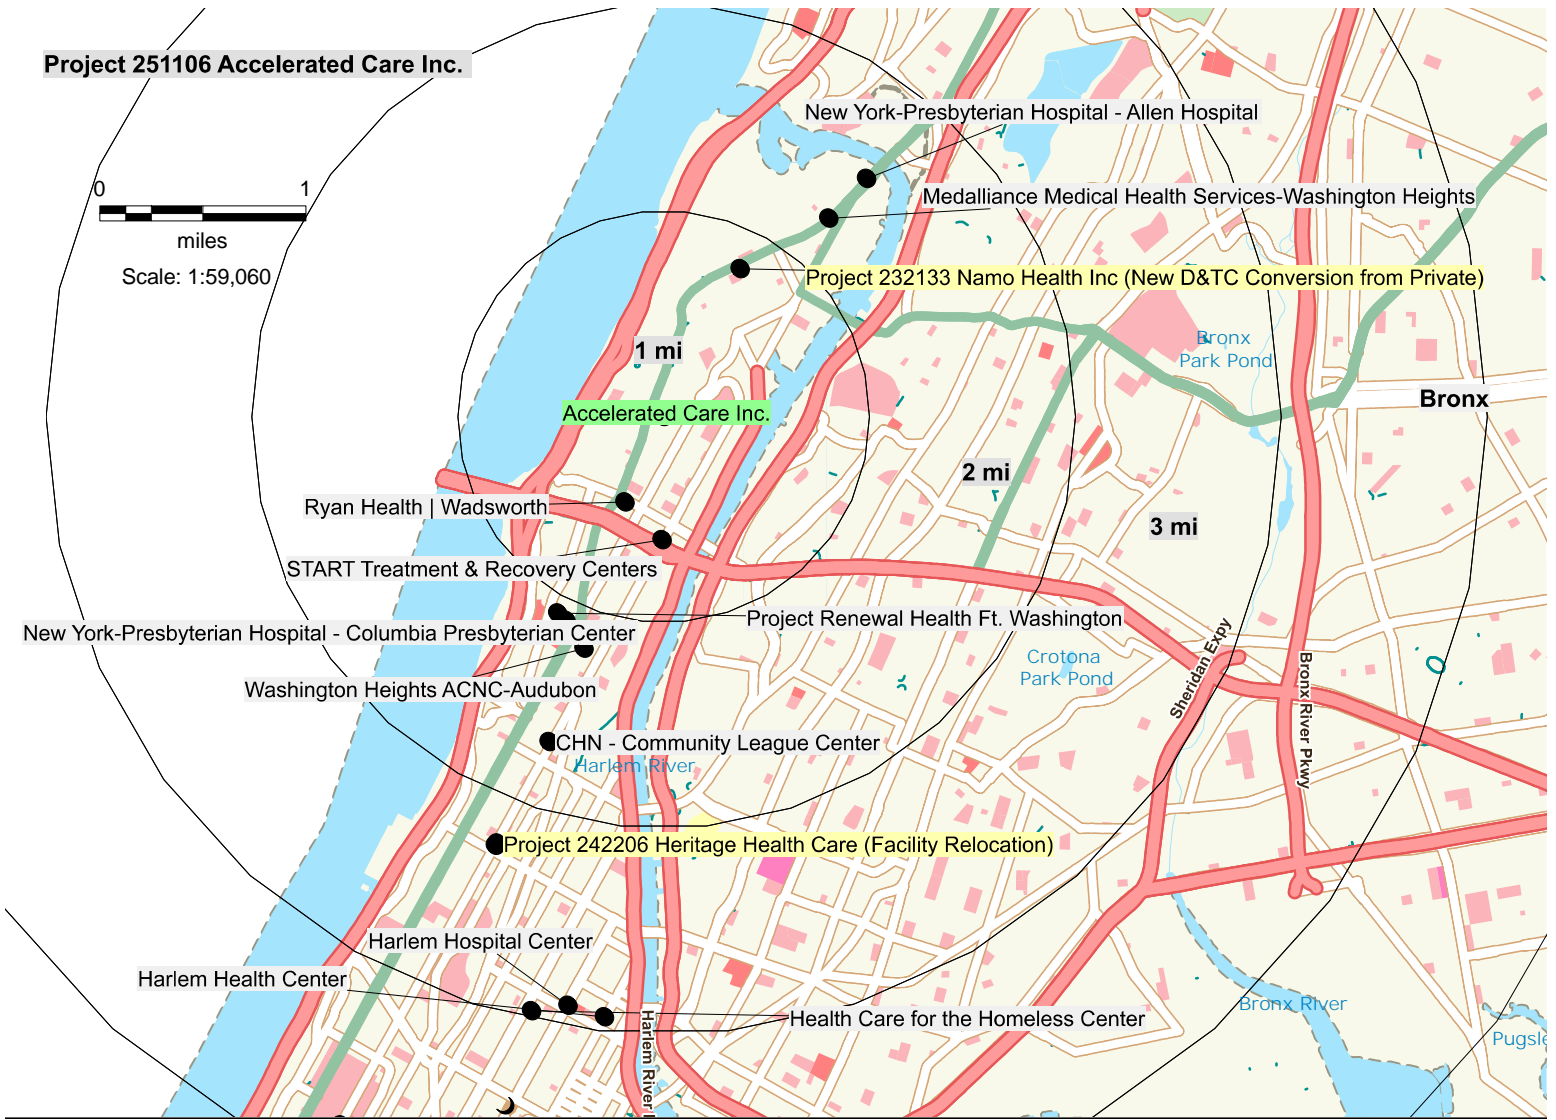 Project 251106 Accelerated Care Inc.
New York-Presbyterian Hospital - Allen Hospital
0 1
miles
Scale: 1:59,060
Medalliance Medical Health Services-Washington Heights
Project 232133 Namo Health Inc (New D&TC Conversion from Private)
1 mi
Bronx
Park Pond
Bronx
Accelerated Care Inc.
2 mi
Ryan Health | Wadsworth
3 mi
START Treatment & Recovery Centers
Project Renewal Health Ft. Washington
New York-Presbyterian Hospital - Columbia Presbyterian Center
Crotona
Park Pond
Sheridan Expy
Bronx River Pkwy
Washington Heights ACNC-Audubon
CHN - Community League Center
Harlem River
Project 242206 Heritage Health Care (Facility Relocation)
Harlem Hospital Center
Harlem Health Center
Bronx River
Health Care for the Homeless Center
Harlem River
Pugsle